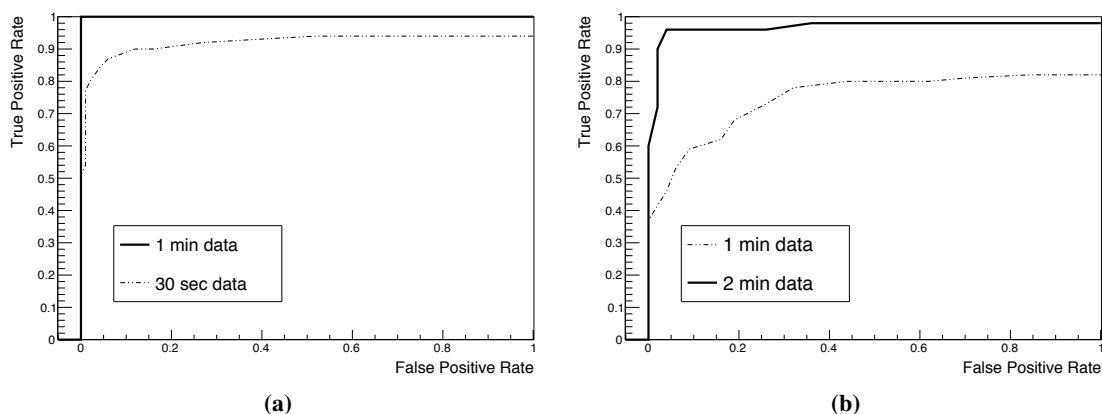 True Positive Rate
1
0.9
0.8
0.7
0.6
0.5
0.4
0.3
0.2
0.1
0
1 min data
30 sec data
0 0.2 0.4 0.6 0.8 1
False Positive Rate
(a)
True Positive Rate
1
0.9
0.8
0.7
0.6
0.5
0.4
0.3
0.2
0.1
0
1 min data
2 min data
0 0.2 0.4 0.6 0.8 1
False Positive Rate
(b)